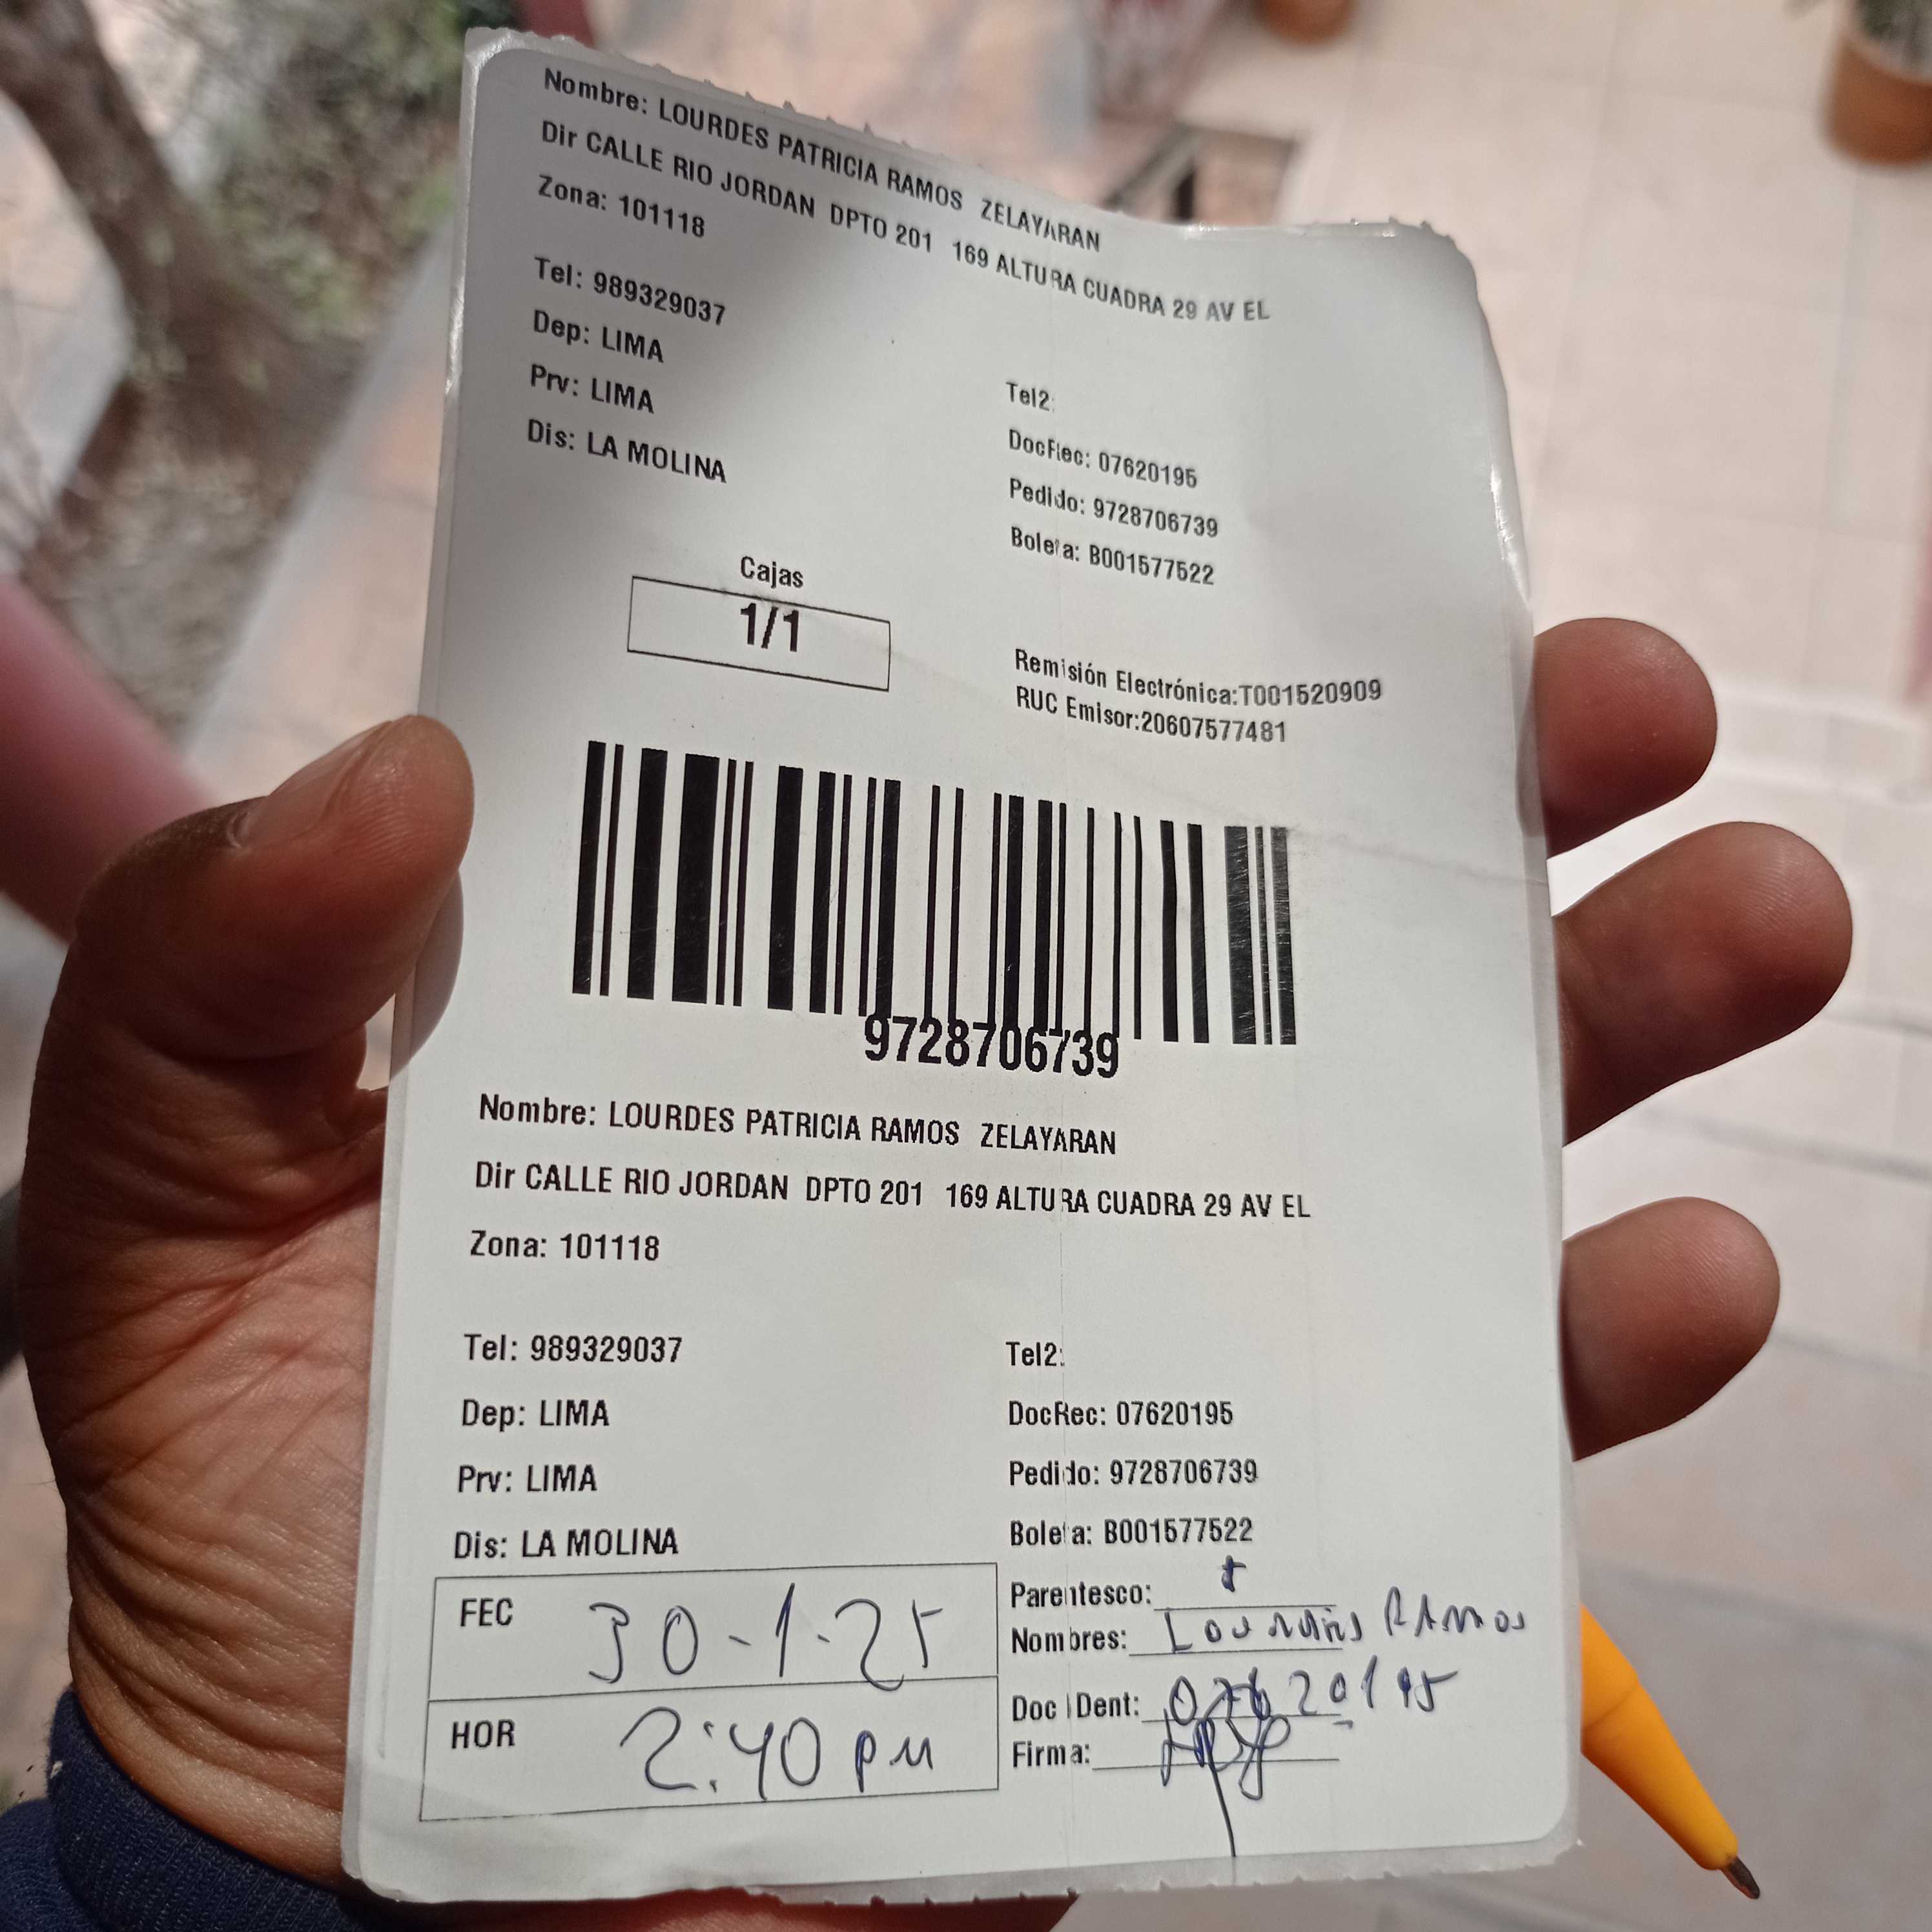 Nombre: LOURDES PATRICIA RAMOS ZELAYARAN
Dir CALLE RIO JORDAN DPTO 201 169 ALTURA CUADRA 29 AV EL
Zona: 101118
Tel: 989329037
Dep: LIMA
Prv: LIMA
Dis: LA MOLINA
Tel2:
DocRec: 07620195
Pedido: 9728706739
Boleta: B001577522
Cajas
1/1
Remisión Electrónica:T001520909
RUC Emisor:20607577481
9728706739
Nombre: LOURDES PATRICIA RAMOS ZELAYARAN
Dir CALLE RIO JORDAN DPTO 201 169 ALTURA CUADRA 29 AV EL
Zona: 101118
Tel: 989329037
Dep: LIMA
Prv: LIMA
Dis: LA MOLINA
Tel2:
DocRec: 07620195
Pedido: 9728706739
Boleta: B001577522
FEC 30-1-25
HOR 2:40 pm
Parentesco:
Nombres: Lourdes RAMOS
Doc IDent: 07620195
Firma: